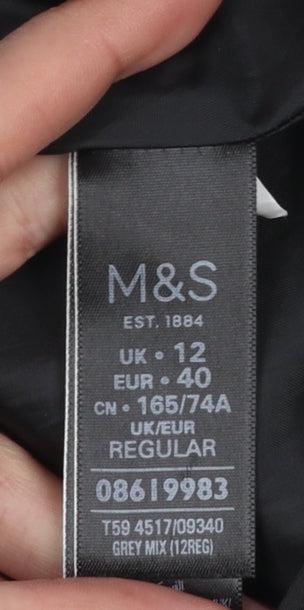 M&S
EST. 1884
UK • 12
EUR • 40
CN • 165/74A
UK/EUR
REGULAR
08619983
T59 4517/09340
GREY MIX (12REG)